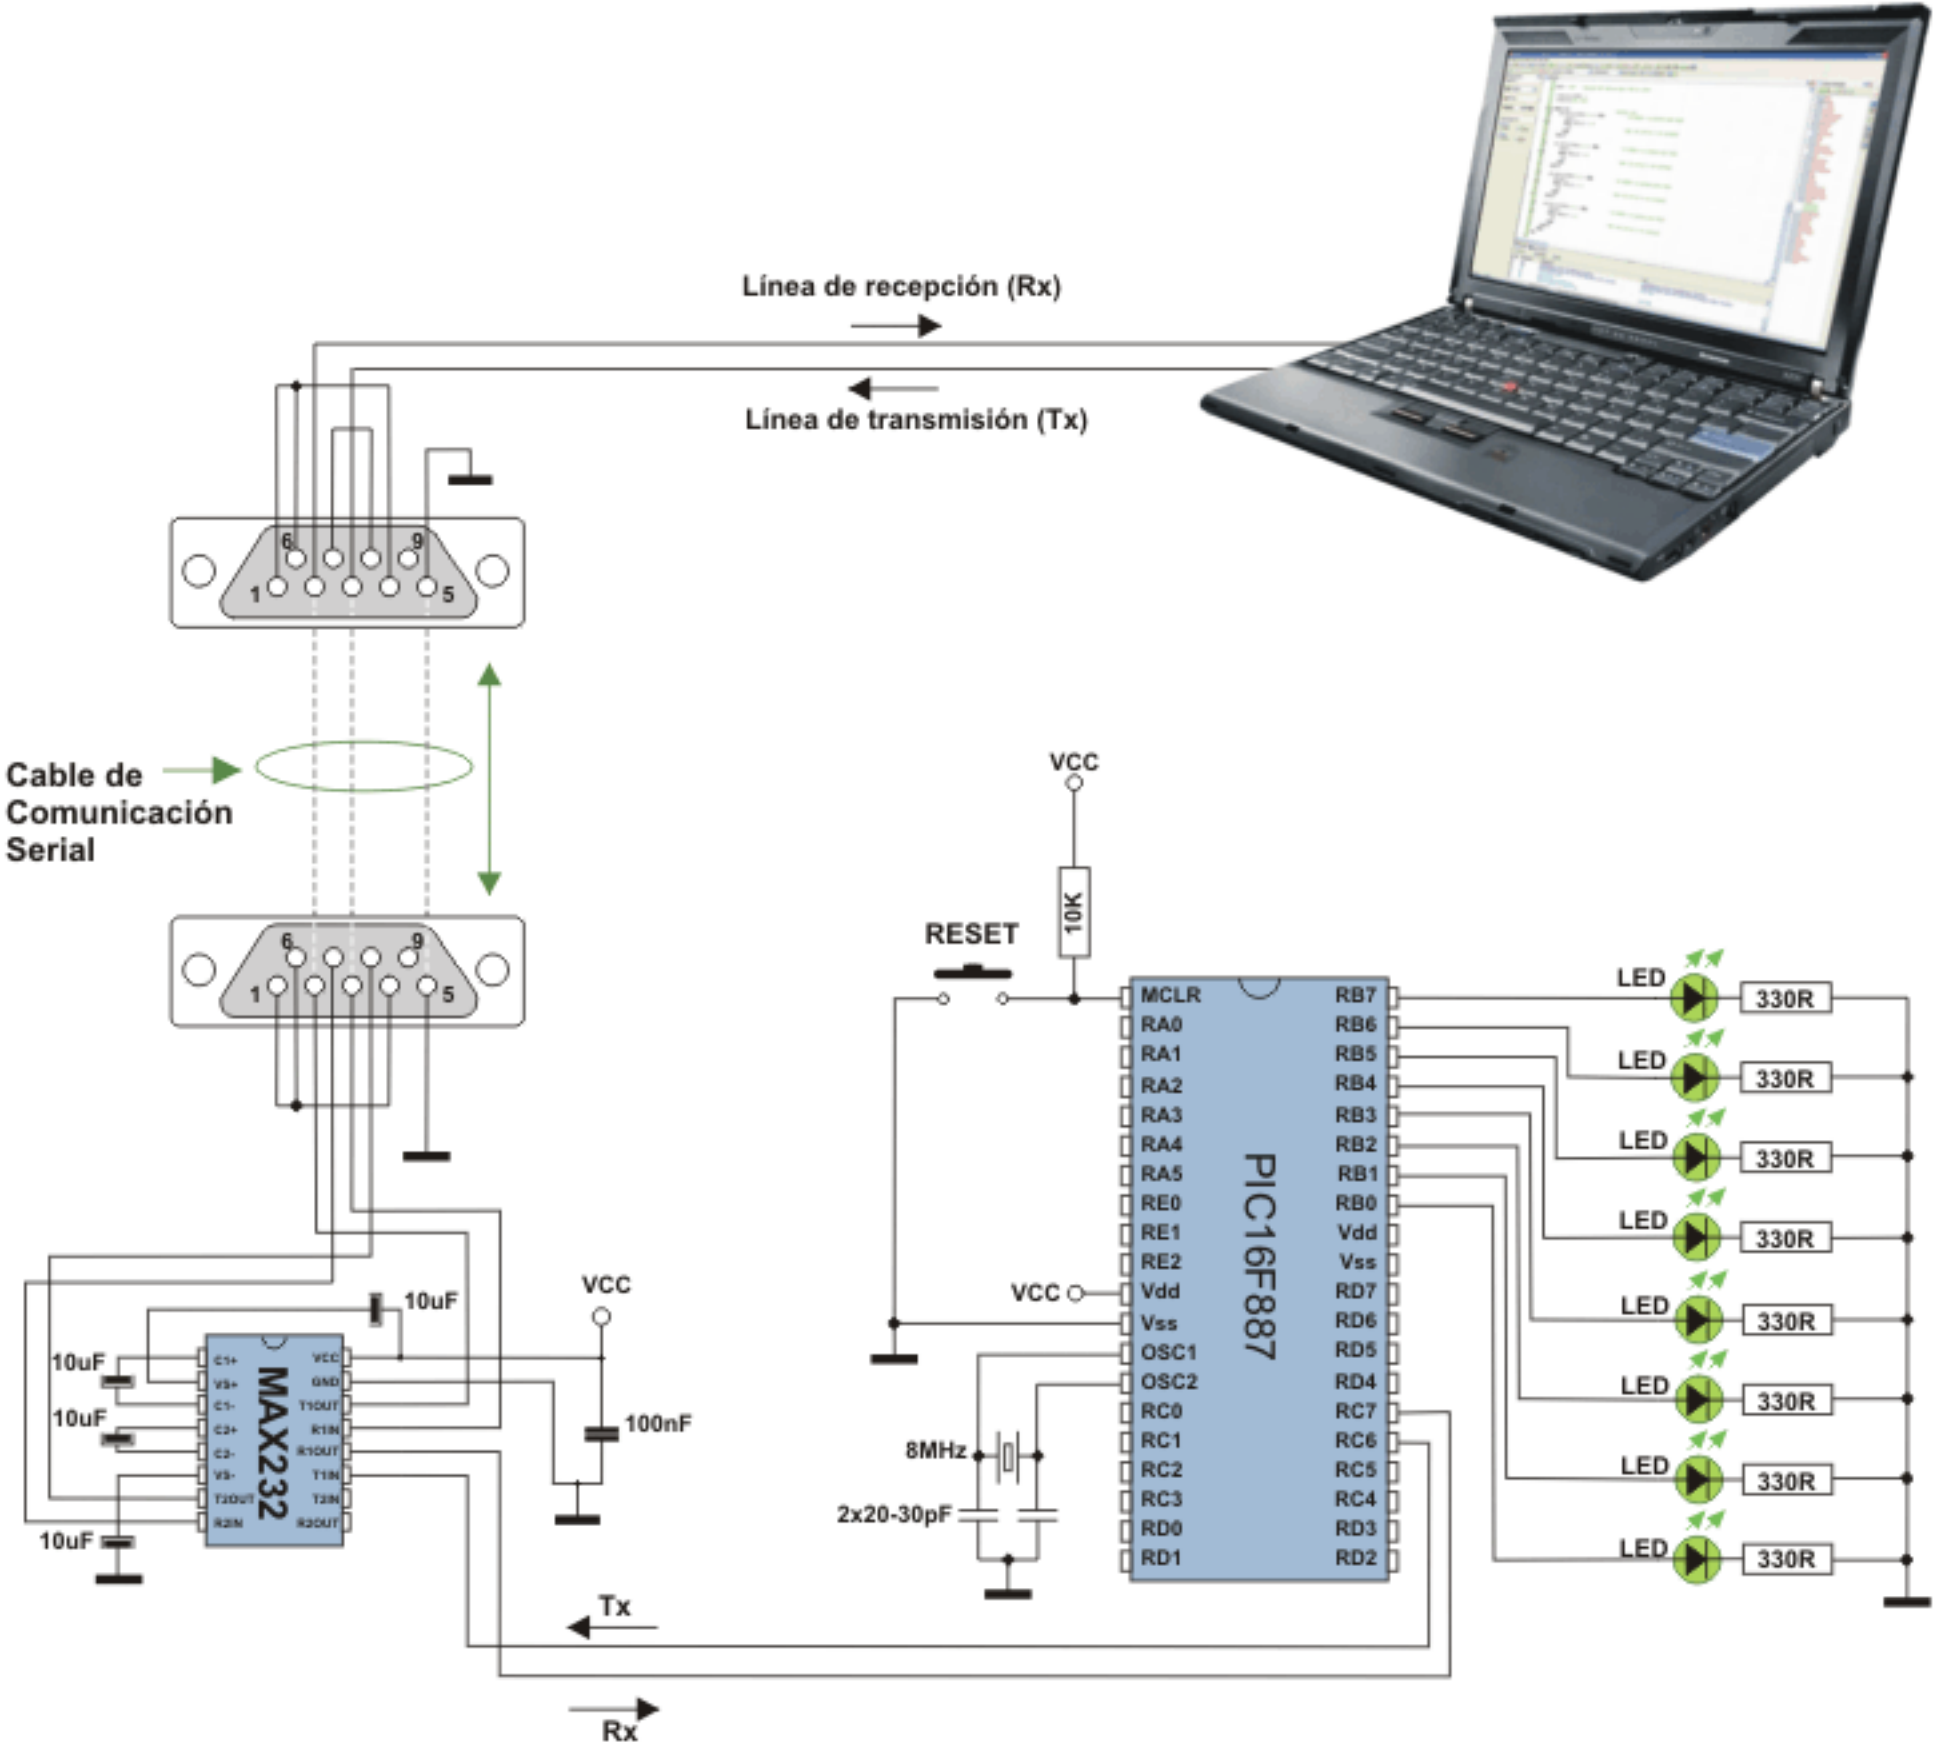 Línea de recepción (Rx)
Línea de transmisión (Tx)
6
9
1
5
Cable de
Comunicación
Serial
6
9
1
5
VCC
10K
RESET
MCLR
RA0
RA1
RA2
RA3
RA4
RA5
RE0
RE1
RE2
Vdd
Vss
OSC1
OSC2
RC0
RC1
RC2
RC3
RD0
RD1
PIC16F887
RB7
RB6
RB5
RB4
RB3
RB2
RB1
RB0
Vdd
Vss
RD7
RD6
RD5
RD4
RC7
RC6
RC5
RC4
RD3
RD2
VCC
8MHz
2x20-30pF
LED
330R
LED
330R
LED
330R
LED
330R
LED
330R
LED
330R
LED
330R
LED
330R
10uF
VCC
10uF
10uF
10uF
100nF
C1+
VS+
C1-
C2+
C2-
VS-
T2OUT
R2IN
MAX232
VCC
GND
T1OUT
R1IN
R1OUT
T1IN
T2IN
R2OUT
Tx
Rx